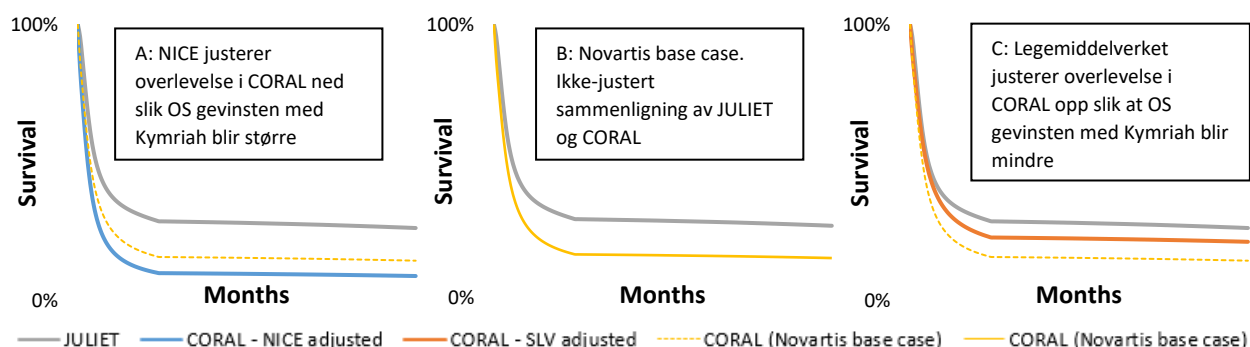 100%
A: NICE justerer
overlevelse i CORAL ned
slik OS gevinsten med
Kymriah blir større
Survival
0%
Months
100%
B: Novartis base case.
Ikke-justert
sammenligning av JULIET
og CORAL
Survival
0%
Months
100%
C: Legemiddelverket
justerer overlevelse i
CORAL opp slik at OS
gevinsten med Kymriah blir
mindre
Survival
0%
Months
JULIET CORAL - NICE adjusted CORAL - SLV adjusted CORAL (Novartis base case) CORAL (Novartis base case)